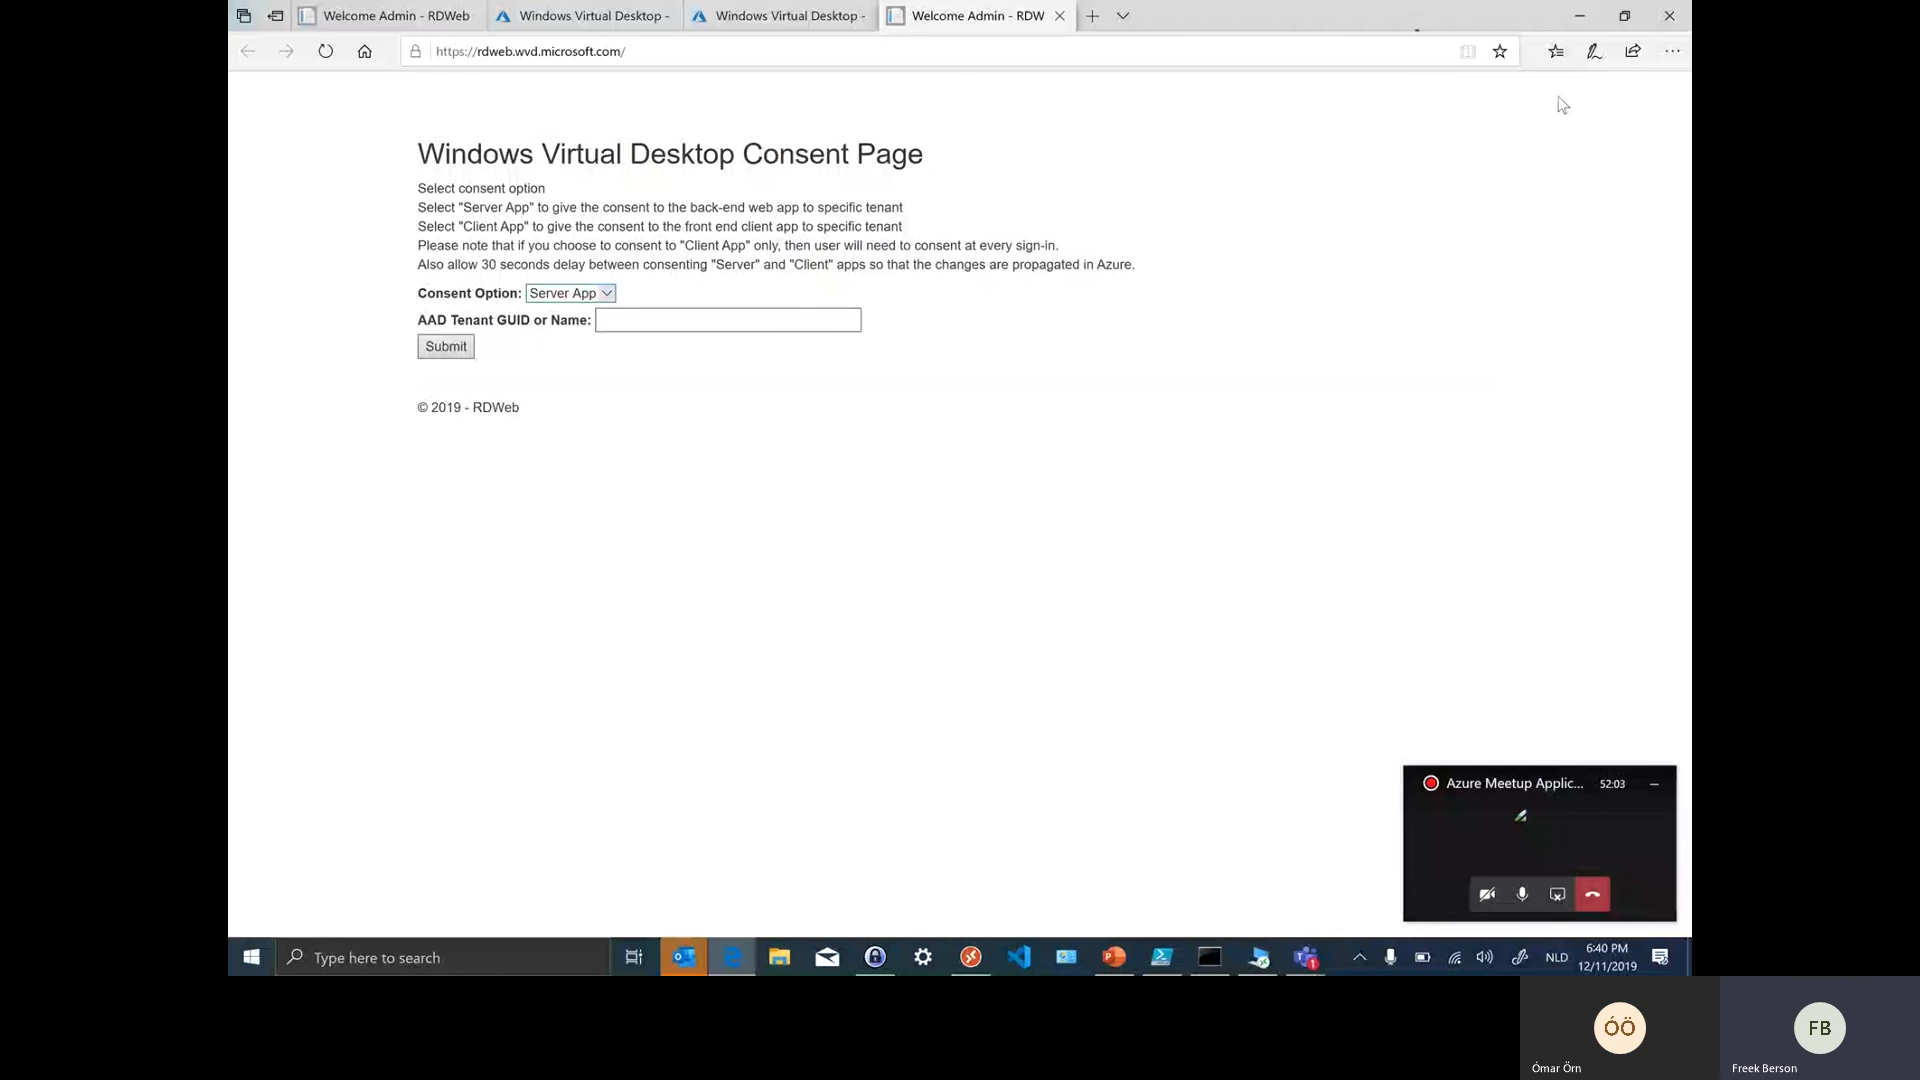 Welcome Admin - RDWeb
Windows Virtual Desktop -
Windows Virtual Desktop -
Welcome Admin - RDW
https://rdweb.wvd.microsoft.com/
Windows Virtual Desktop Consent Page
Select consent option
Select "Server App" to give the consent to the back-end web app to specific tenant
Select "Client App" to give the consent to the front end client app to specific tenant
Please note that if you choose to consent to "Client App" only, then user will need to consent at every sign-in.
Also allow 30 seconds delay between consenting "Server" and "Client" apps so that the changes are propagated in Azure.
Consent Option: Server App
AAD Tenant GUID or Name:
Submit
© 2019 - RDWeb
Azure Meetup Applic... 52:03
Type here to search
NLD
6:40 PM
12/11/2019
ÓÖ
Ómar Örn
FB
Freek Berson